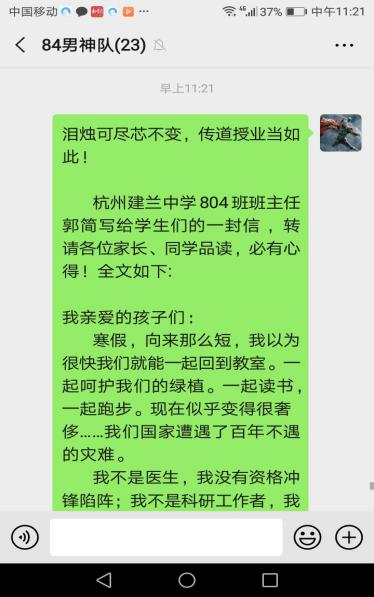 中国移动 ... 46 37% 中午11:21
84男神队(23)
早上11:21
泪烛可尽芯不变，传道授业当如
此！
杭州建兰中学804班班主任
郭简写给学生们的一封信，转
请各位家长、同学品读，必有心
得！全文如下:
我亲爱的孩子们：
寒假，向来那么短，我以为
很快我们就能一起回到教室。一
起呵护我们的绿植。一起读书，
一起跑步。现在似乎变得很奢
侈……我们国家遭遇了百年不遇
的灾难。
我不是医生，我没有资格冲
锋陷阵；我不是科研工作者，我